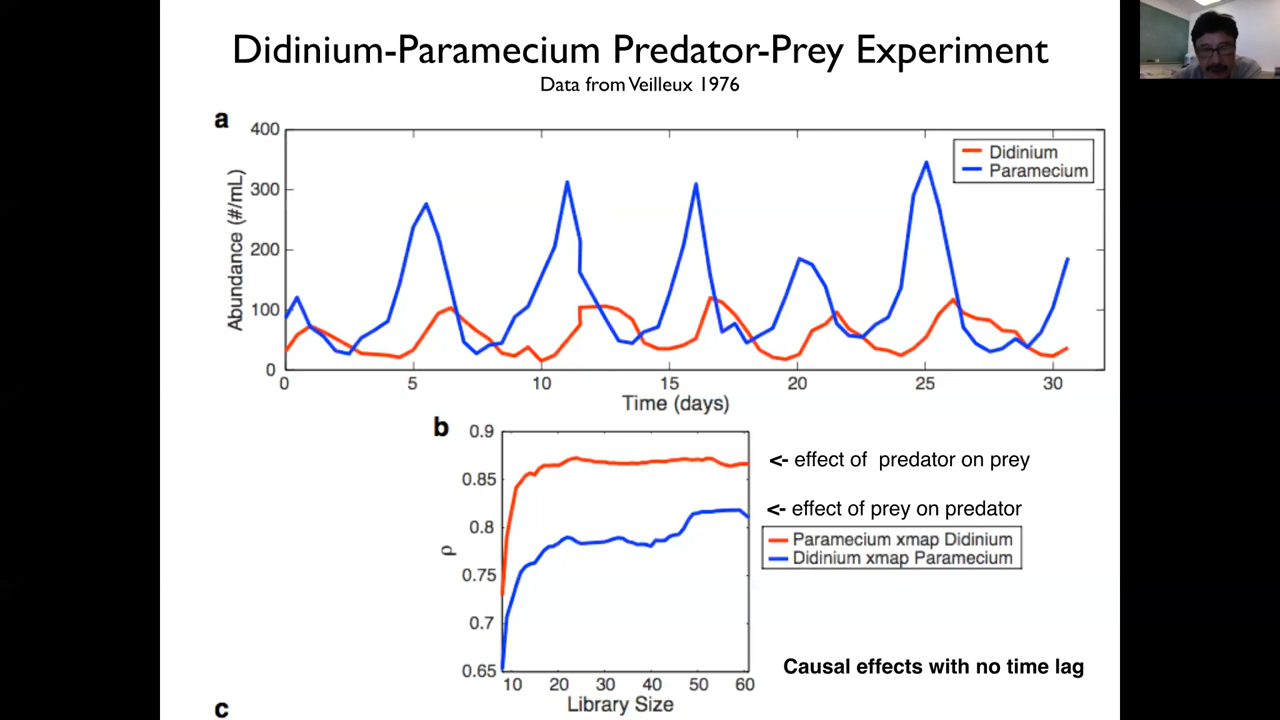 Didinium-Paramecium Predator-Prey Experiment
Data from Veilleux 1976
a
400
300
200
100
0
Abundance (#/mL)
Didinium
Paramecium
0 5 10 15 20 25 30
Time (days)
b
0.9
0.85
0.8
0.75
0.7
0.65
ρ
10 20 30 40 50 60
Library Size
<- effect of predator on prey
<- effect of prey on predator
Paramecium xmap Didinium
Didinium xmap Paramecium
Causal effects with no time lag
c